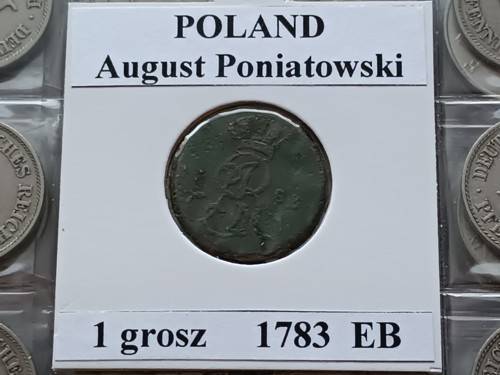 POLAND
August Poniatowski
1 grosz 1783 EB